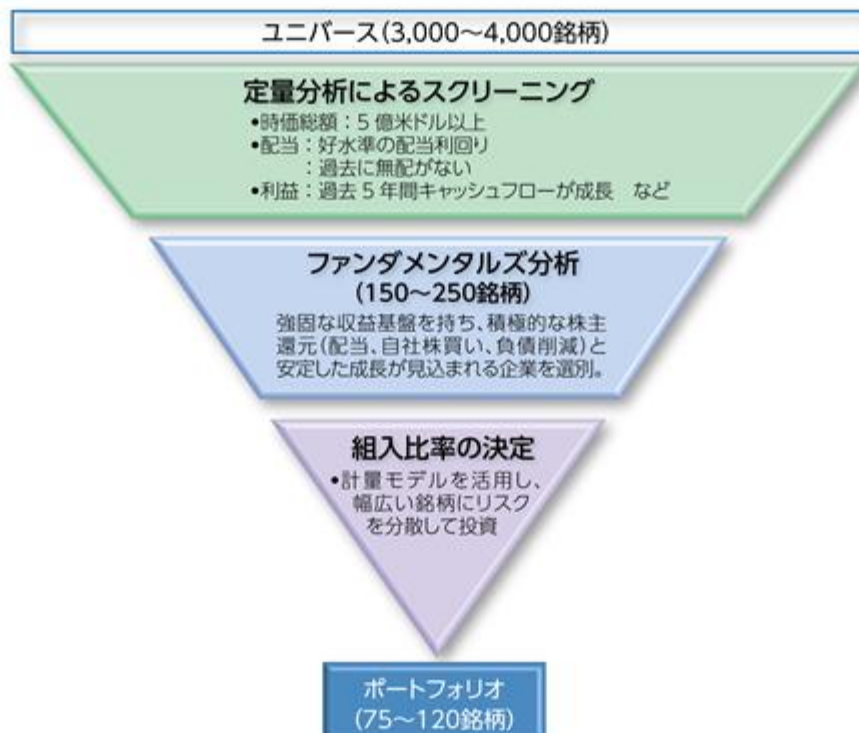 ユニバース(3,000〜4,000銘柄)
定量分析によるスクリーニング
•時価総額：5億米ドル以上
•配当：好水準の配当利回り
：過去に無配がない
•利益：過去5年間キャッシュフローが成長　など
ファンダメンタルズ分析
(150〜250銘柄)
強固な収益基盤を持ち、積極的な株主
還元(配当、自社株買い、負債削減)と
安定した成長が見込まれる企業を選別。
組入比率の決定
•計量モデルを活用し、
幅広い銘柄にリスク
を分散して投資
ポートフォリオ
(75〜120銘柄)